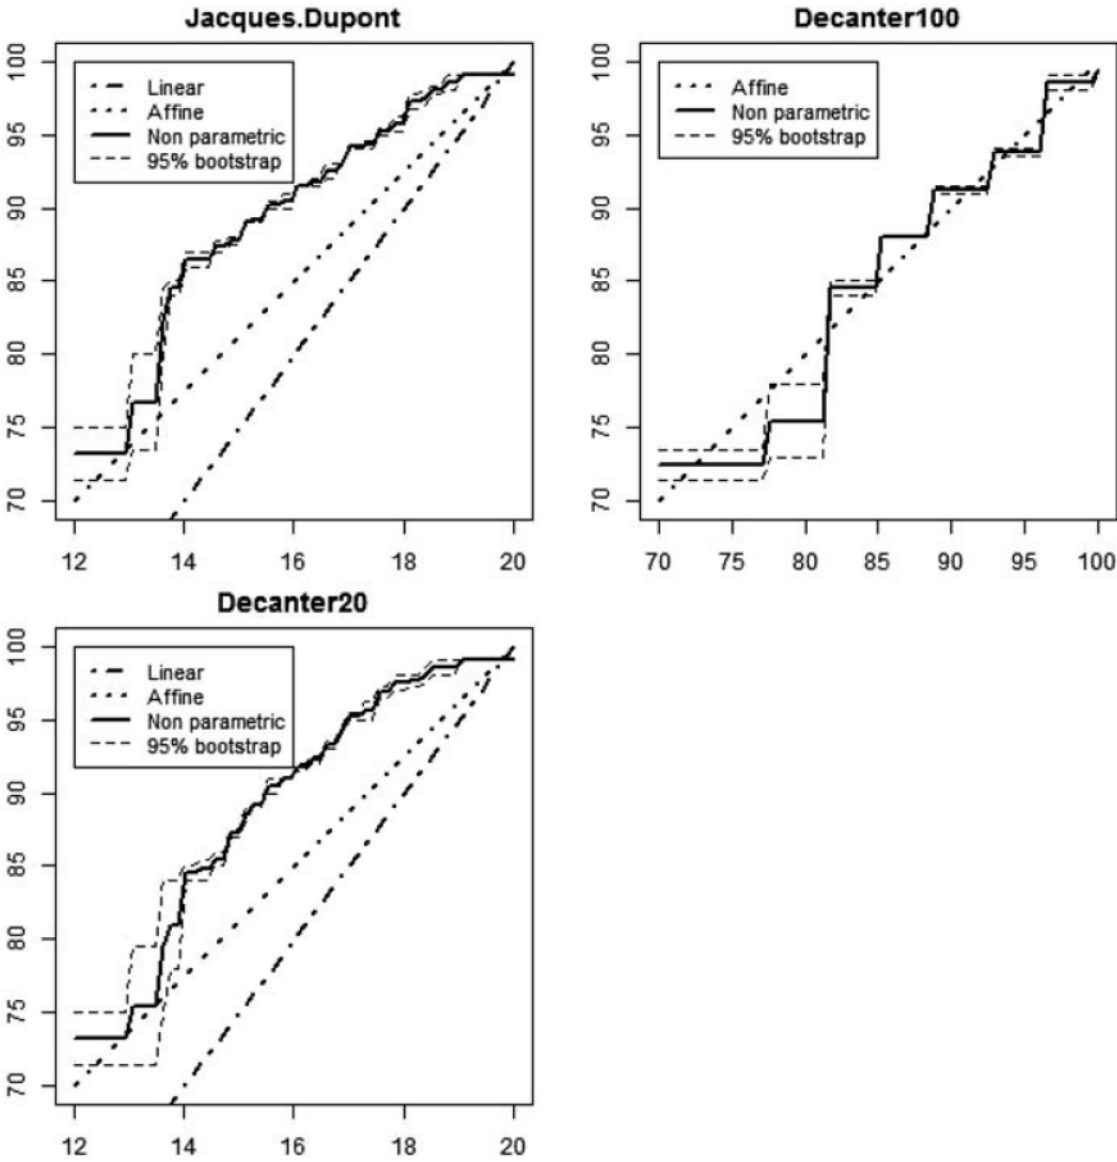 Jacques.Dupont
100
95
90
85
80
75
70
Linear
Affine
Non parametric
95% bootstrap
12 14 16 18 20
Decanter100
100
95
90
85
80
75
70
Affine
Non parametric
95% bootstrap
70 75 80 85 90 95 100
Decanter20
100
95
90
85
80
75
70
Linear
Affine
Non parametric
95% bootstrap
12 14 16 18 20